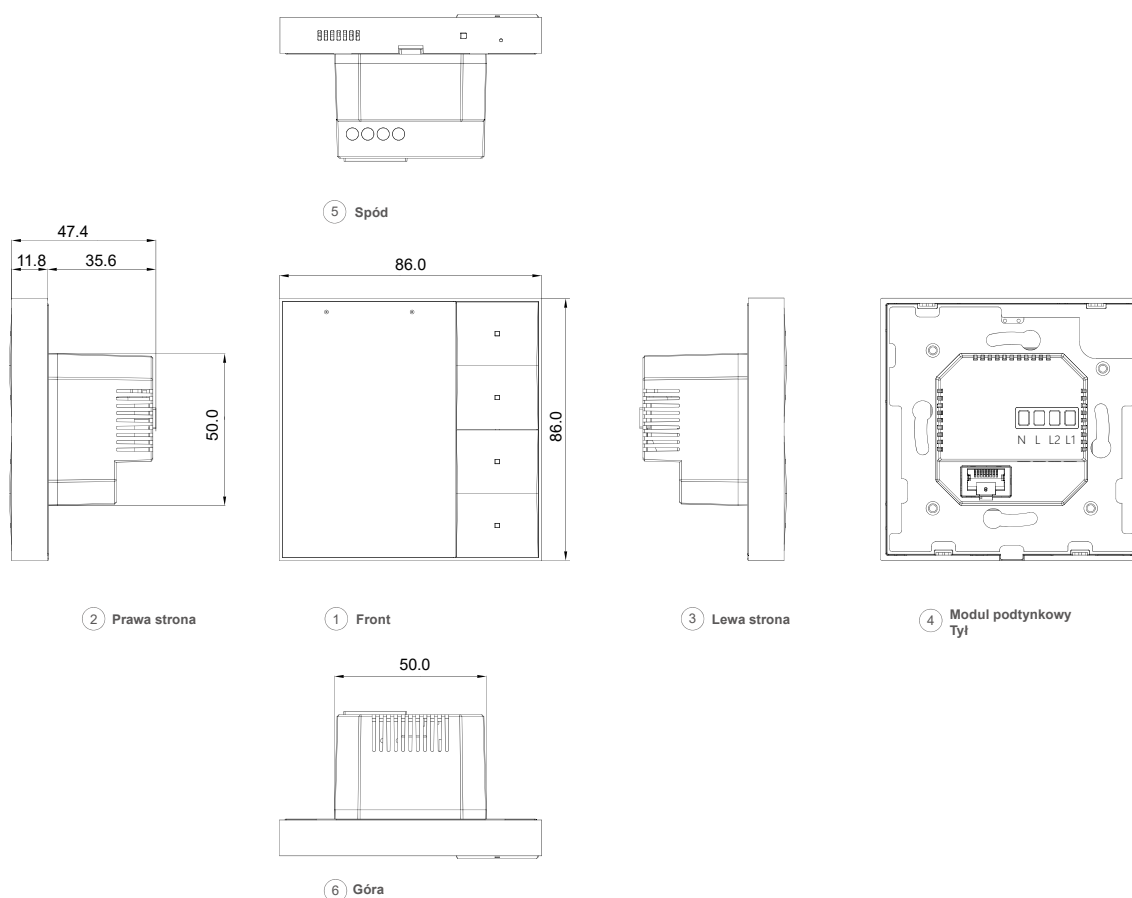 5 Spód
47.4
11.8 35.6
86.0
50.0
86.0
N L L2 L1
2 Prawa strona
1 Front
3 Lewa strona
4 Modul podtynkowy
Tył
50.0
6 Góra